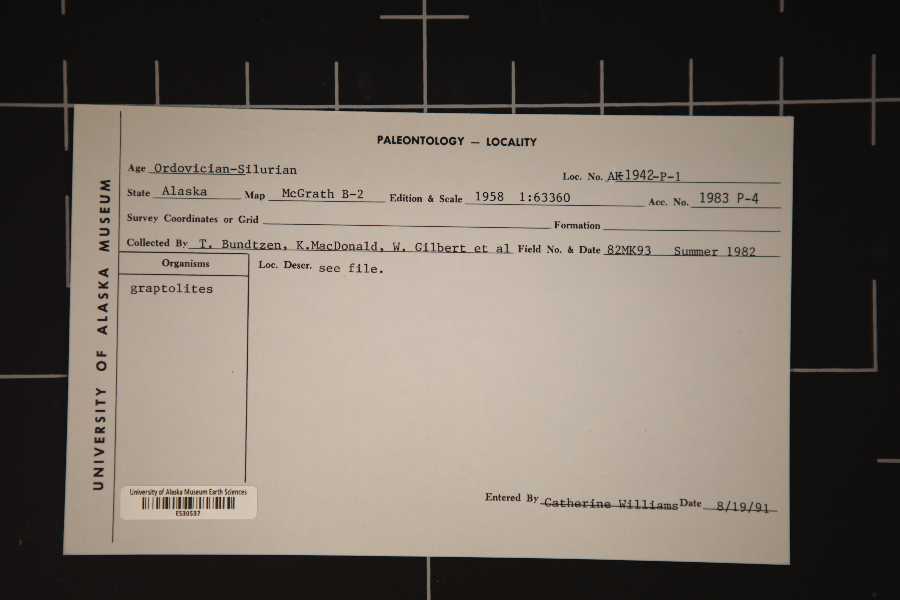 PALEONTOLOGY — LOCALITY
Age Ordovician-Silurian
Loc. No. AK-1942-P-1
State Alaska Map McGrath B-2 Edition & Scale 1958 1:63360 Acc. No. 1983 P-4
Survey Coordinates or Grid Formation
Collected By T. Bundtzen, K.MacDonald, W. Gilbert et al Field No. & Date 82MK93 Summer 1982
Organisms
Loc. Descr. see file.
graptolites
UNIVERSITY OF ALASKA MUSEUM
University of Alaska Museum Earth Sciences
ES30537
Entered By Catherine Williams Date 8/19/91